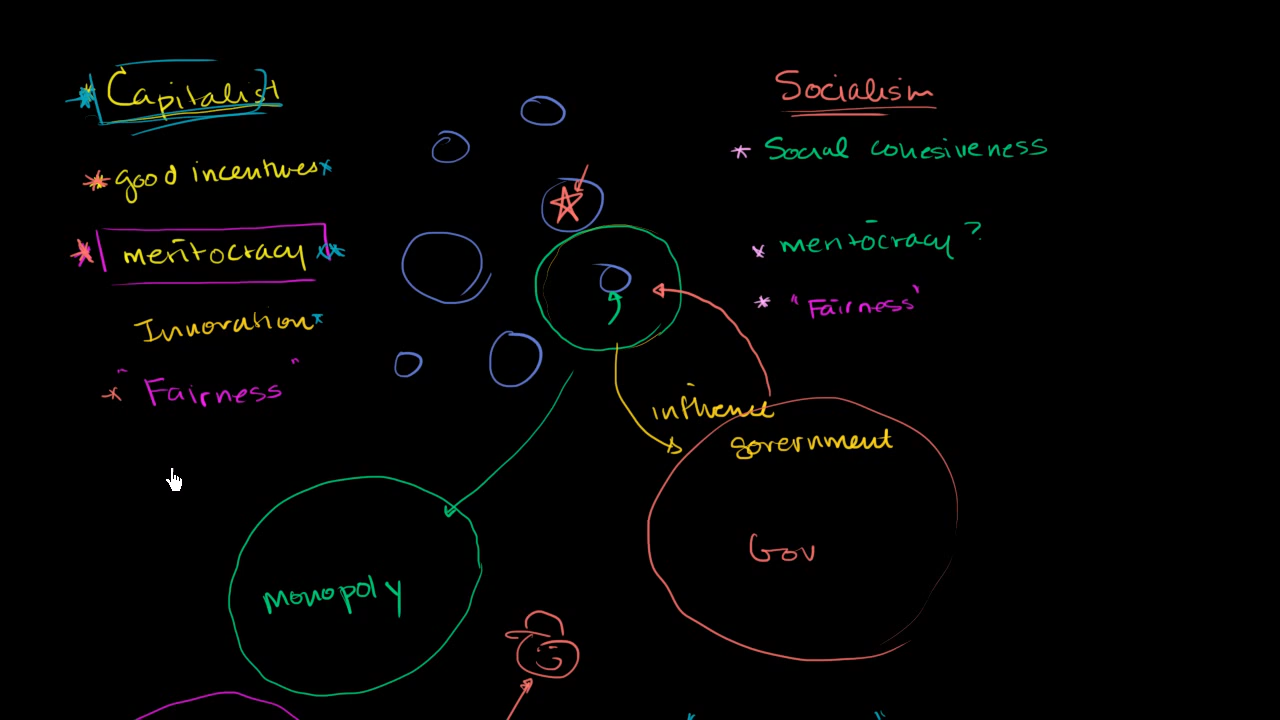 Capitalist
* good incentives*
* meritocracy **
Innovation*
* "Fairness"
Socialism
* Social cohesiveness
* meritocracy?
* "Fairness"
influence
government
Gov
monopoly